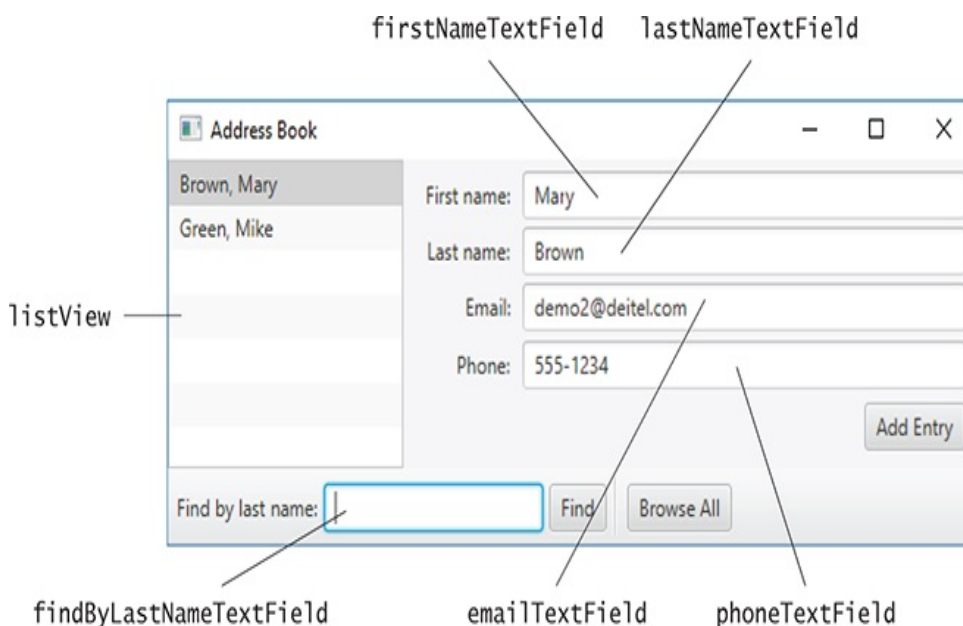 firstNameTextField lastNameTextField
Address Book
Brown, Mary
Green, Mike
First name: Mary
Last name: Brown
Email: demo2@deitel.com
Phone: 555-1234
listView
Add Entry
Find by last name: Find Browse All
findByLastNameTextField emailTextField phoneTextField